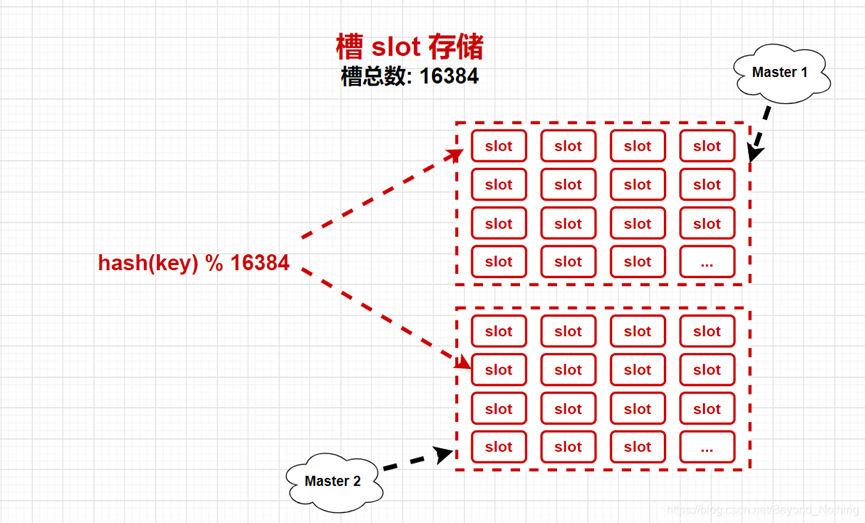 槽 slot 存储
槽总数: 16384
Master 1
slot slot slot slot
slot slot slot slot
slot slot slot slot
hash(key) % 16384
slot slot slot ...
slot slot slot slot
slot slot slot slot
slot slot slot slot
slot slot slot ...
Master 2
https://blog.csdn.net/Beyond_Nothing